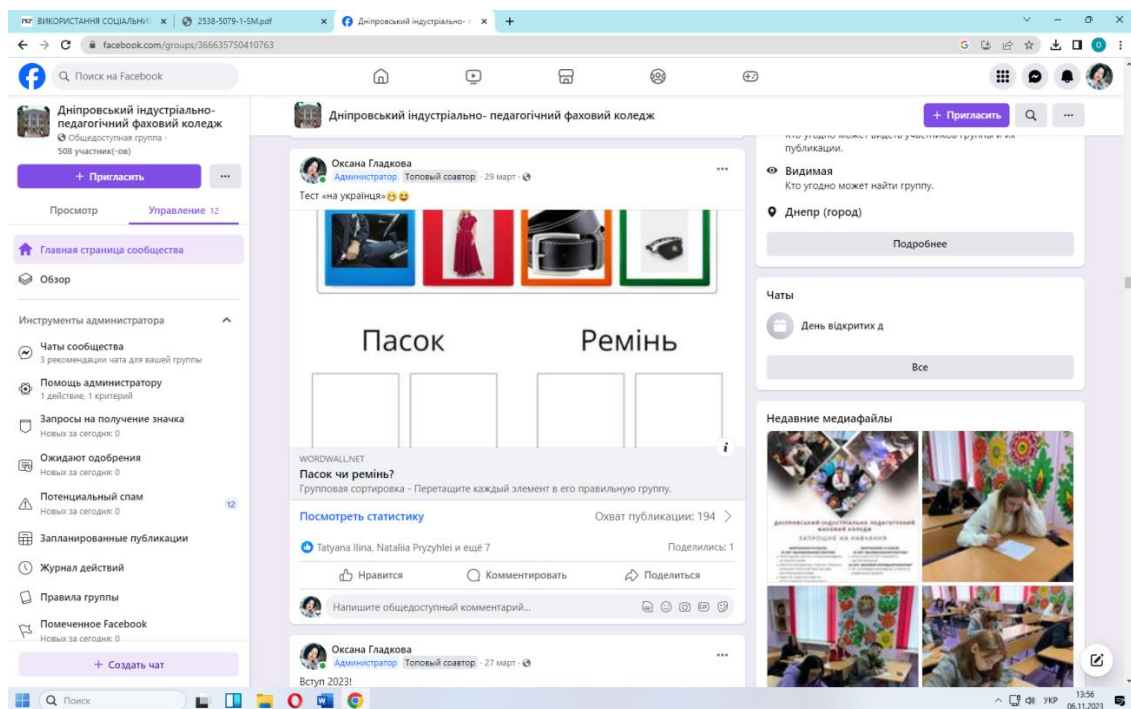 ВИКОРИСТАННЯ СОЦІАЛЬНИХ
2538-5079-1-SM.pdf
Дніпровський індустріально- п
facebook.com/groups/366635750410763
Поиск на Facebook
Дніпровський індустріально-
педагогічний фаховий коледж
Общедоступная группа ·
508 участник(-ов)
+ Пригласить
Просмотр
Управление 12
Главная страница сообщества
Обзор
Инструменты администратора
Чаты сообщества
3 рекомендации чата для вашей группы
Помощь администратору
1 действие, 1 критерий
Запросы на получение значка
Новых за сегодня: 0
Ожидают одобрения
Новых за сегодня: 0
Потенциальный спам
Новых за сегодня: 0
12
Запланированные публикации
Журнал действий
Правила группы
Помеченное Facebook
Новых за сегодня: 0
+ Создать чат
Дніпровський індустріально- педагогічний фаховий коледж
+ Пригласить
Оксана Гладкова
Администратор Топовый соавтор · 29 март ·
Тест «на українця»
Пасок
Ремінь
WORDWALL.NET
Пасок чи ремінь?
Групповая сортировка - Перетащите каждый элемент в его правильную группу.
Посмотреть статистику
Охват публикации: 194
Tatyana Ilina, Nataliia Pryzyhlei и ещё 7
Поделились: 1
Нравится
Комментировать
Поделиться
Напишите общедоступный комментарий...
GIF
Оксана Гладкова
Администратор Топовый соавтор · 27 март ·
Вступ 2023!
Кто угодно может видеть участников группы и их
публикации.
Видимая
Кто угодно может найти группу.
Днепр (город)
Подробнее
Чаты
День відкритих д
Все
Недавние медиафайлы
ДНІПРОВСЬКИЙ ІНДУСТРІАЛЬНО-ПЕДАГОГІЧНИЙ
ФАХОВИЙ КОЛЕДЖ
ЗАПРОШУЄ НА НАВЧАННЯ
Поиск
УКР
13:56
06.11.2023